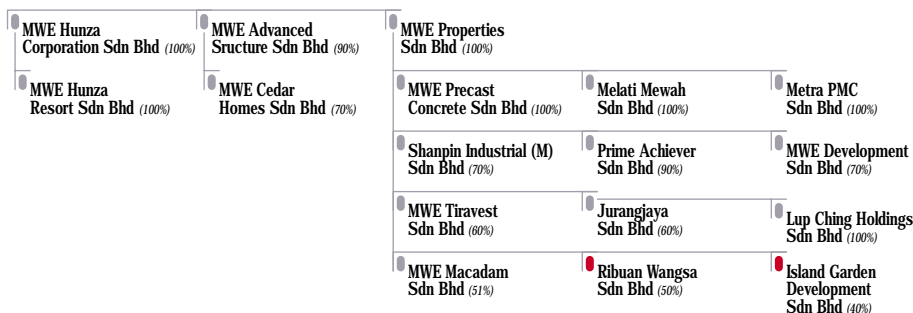 MWE Hunza
Corporation Sdn Bhd (100%)
MWE Advanced
Sructure Sdn Bhd (90%)
MWE Properties
Sdn Bhd (100%)
MWE Hunza
Resort Sdn Bhd (100%)
MWE Cedar
Homes Sdn Bhd (70%)
MWE Precast
Concrete Sdn Bhd (100%)
Melati Mewah
Sdn Bhd (100%)
Metra PMC
Sdn Bhd (100%)
Shanpin Industrial (M)
Sdn Bhd (70%)
Prime Achiever
Sdn Bhd (90%)
MWE Development
Sdn Bhd (70%)
MWE Tiravest
Sdn Bhd (60%)
Jurangjaya
Sdn Bhd (60%)
Lup Ching Holdings
Sdn Bhd (100%)
MWE Macadam
Sdn Bhd (51%)
Ribuan Wangsa
Sdn Bhd (50%)
Island Garden
Development
Sdn Bhd (40%)